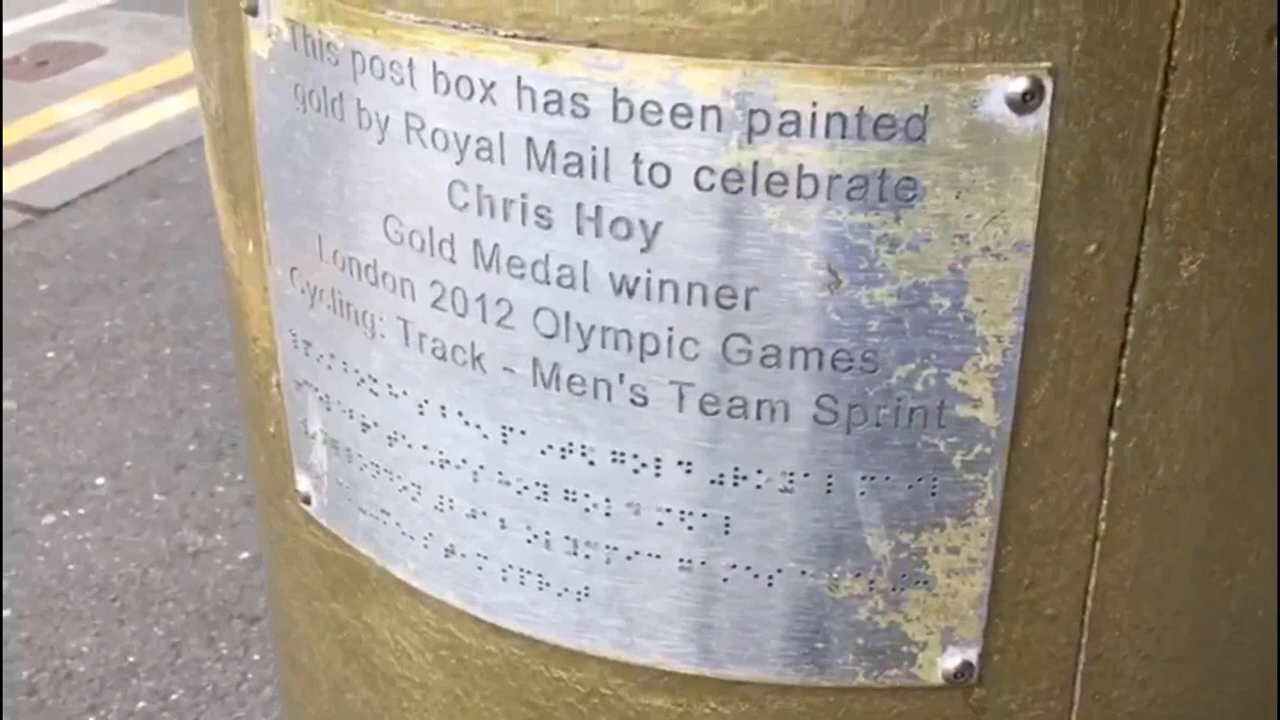 This post box has been painted
gold by Royal Mail to celebrate
Chris Hoy
Gold Medal winner
London 2012 Olympic Games
Cycling: Track - Men's Team Sprint